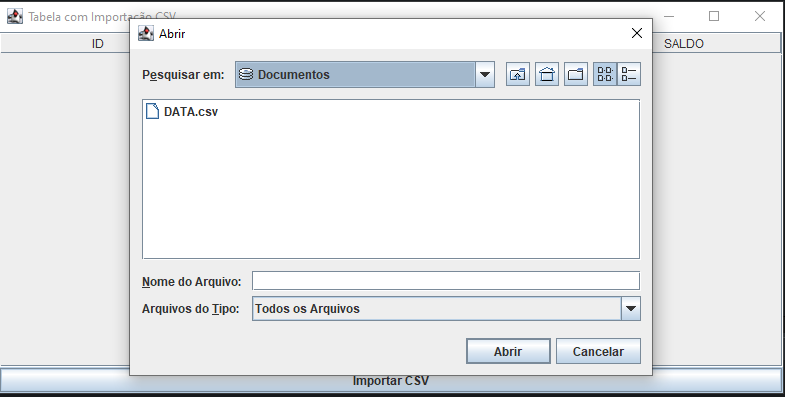 Tabela com Importação CSV
Abrir
ID
SALDO
Pesquisar em:
Documentos
DATA.csv
Nome do Arquivo:
Arquivos do Tipo:
Todos os Arquivos
Abrir
Cancelar
Importar CSV